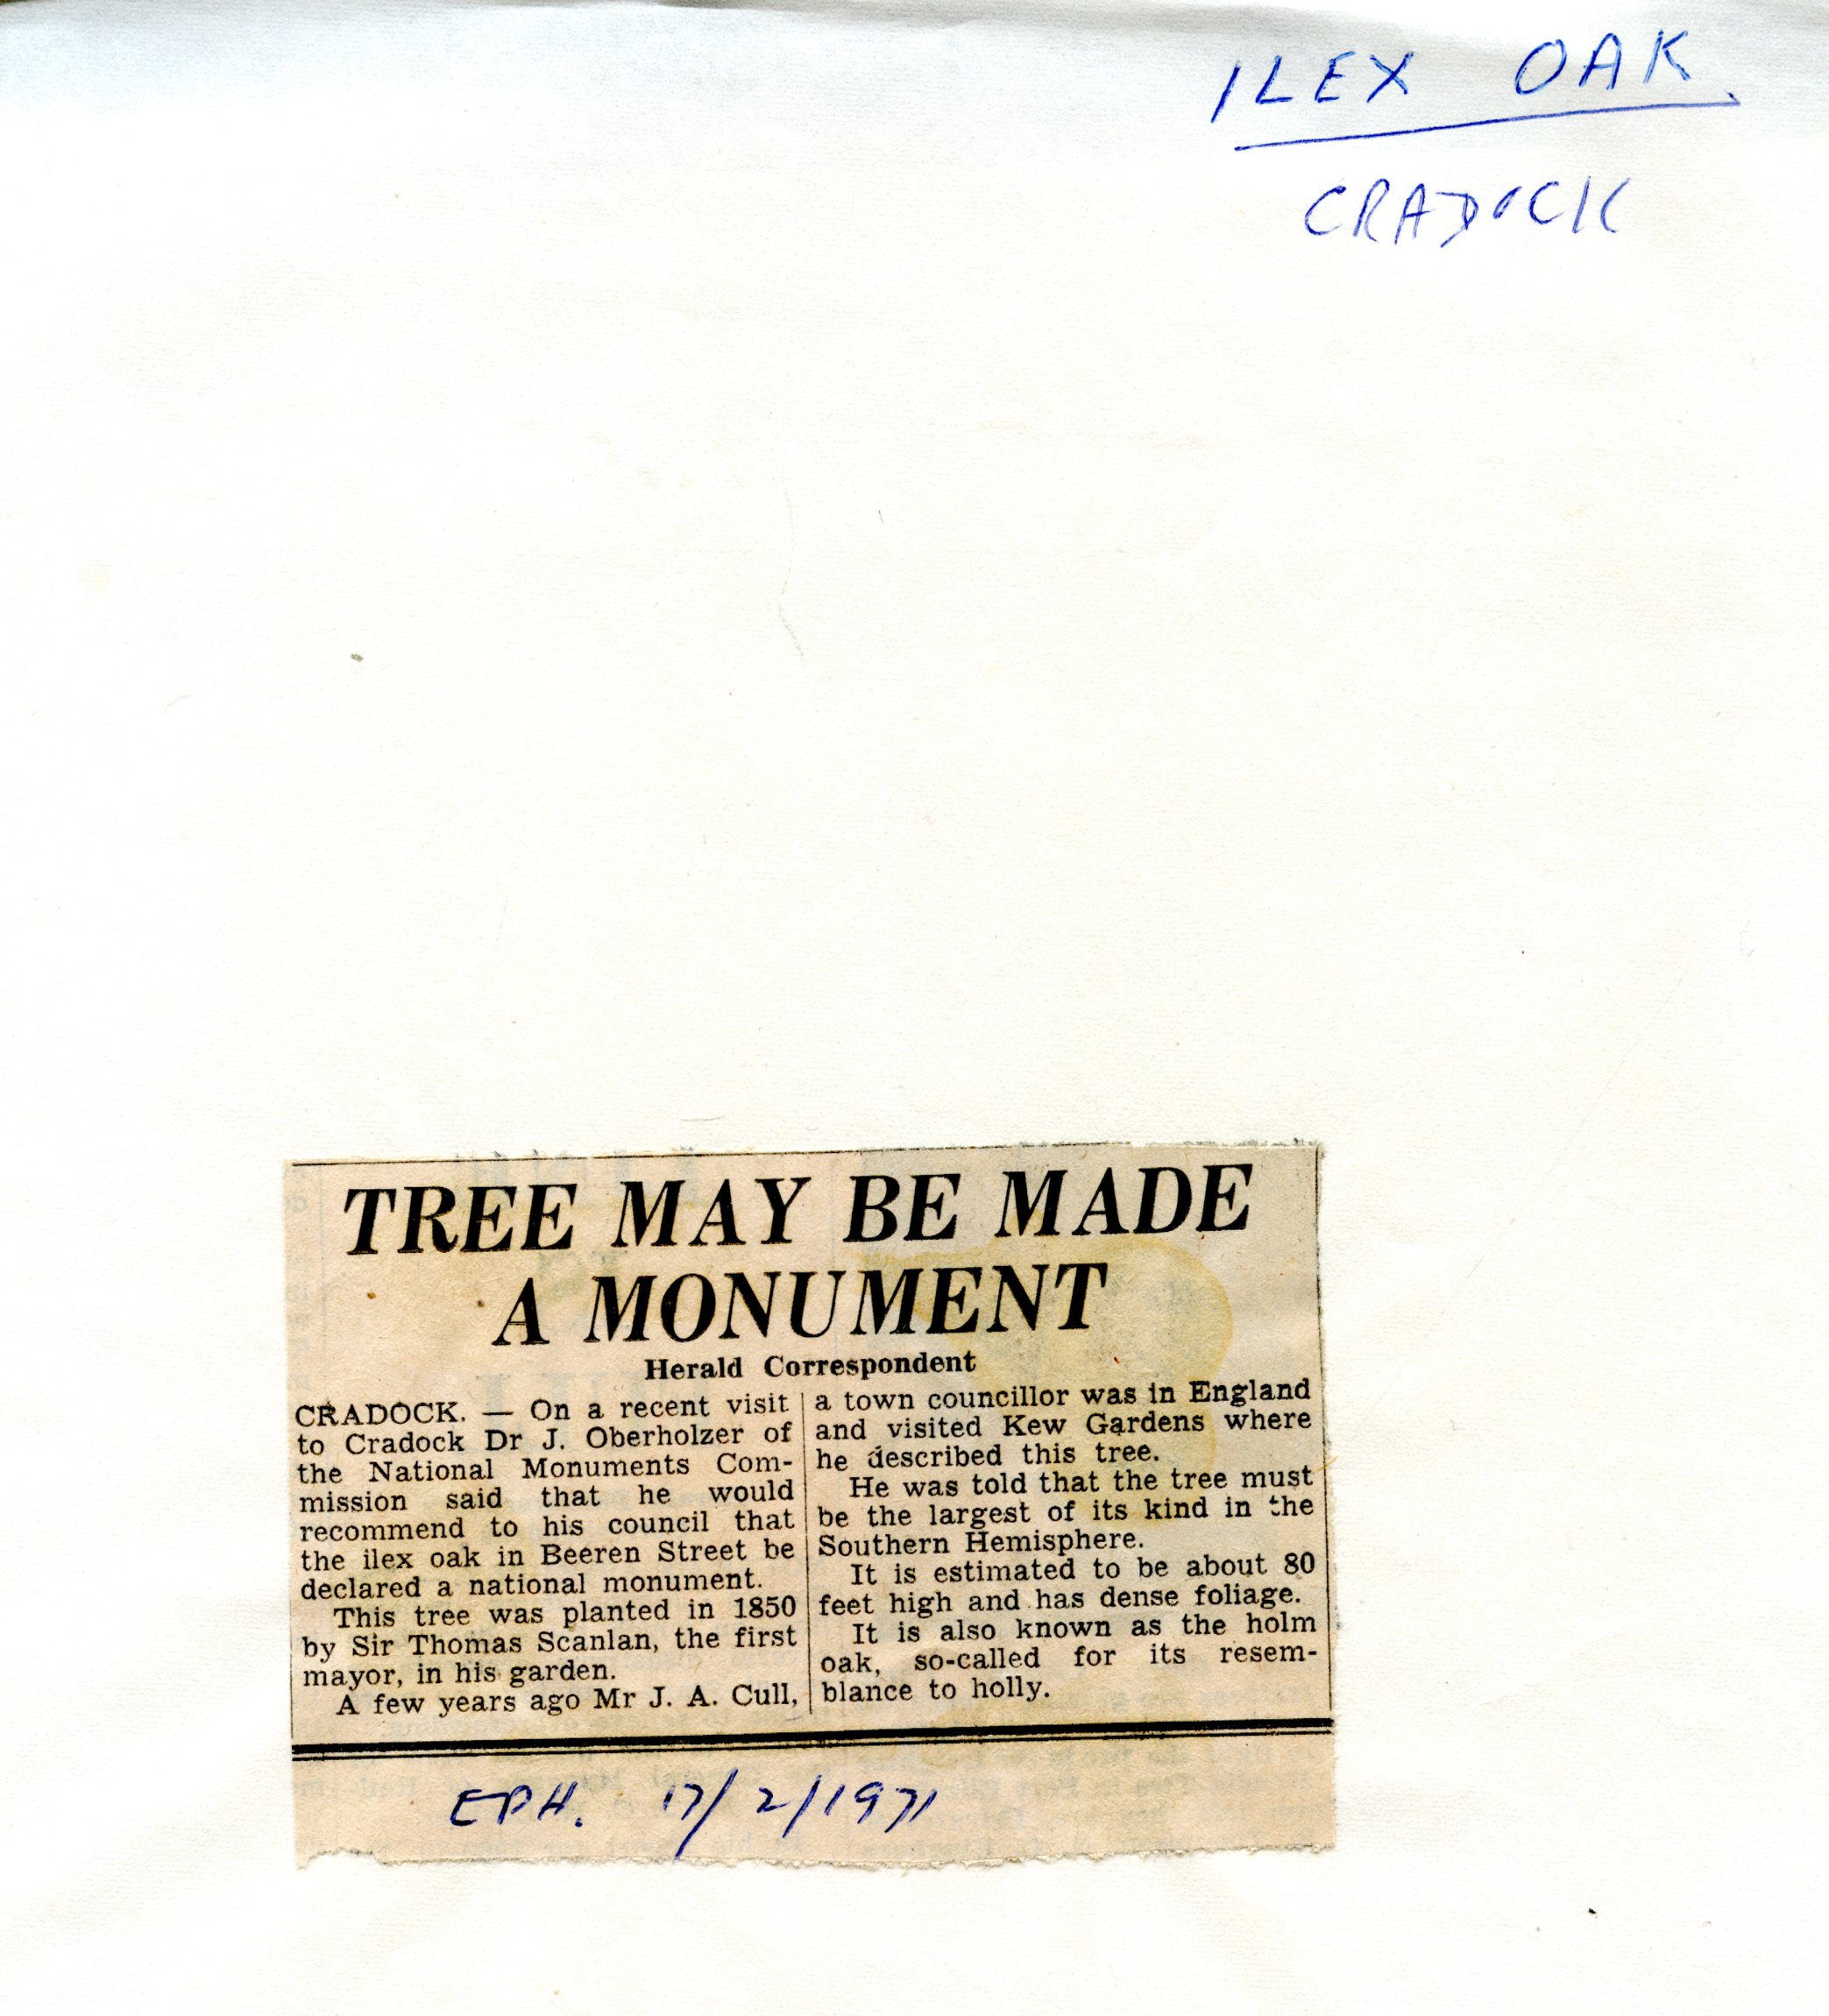 ILEX OAK
CRADOCK
TREE MAY BE MADE
A MONUMENT
Herald Correspondent
CRADOCK. — On a recent visit
to Cradock Dr J. Oberholzer of
the National Monuments Com-
mission said that he would
recommend to his council that
the ilex oak in Beeren Street be
declared a national monument.
This tree was planted in 1850
by Sir Thomas Scanlan, the first
mayor, in his garden.
A few years ago Mr J. A. Cull,
a town councillor was in England
and visited Kew Gardens where
he described this tree.
He was told that the tree must
be the largest of its kind in the
Southern Hemisphere.
It is estimated to be about 80
feet high and has dense foliage.
It is also known as the holm
oak, so-called for its resem-
blance to holly.
EPH. 17/2/1971